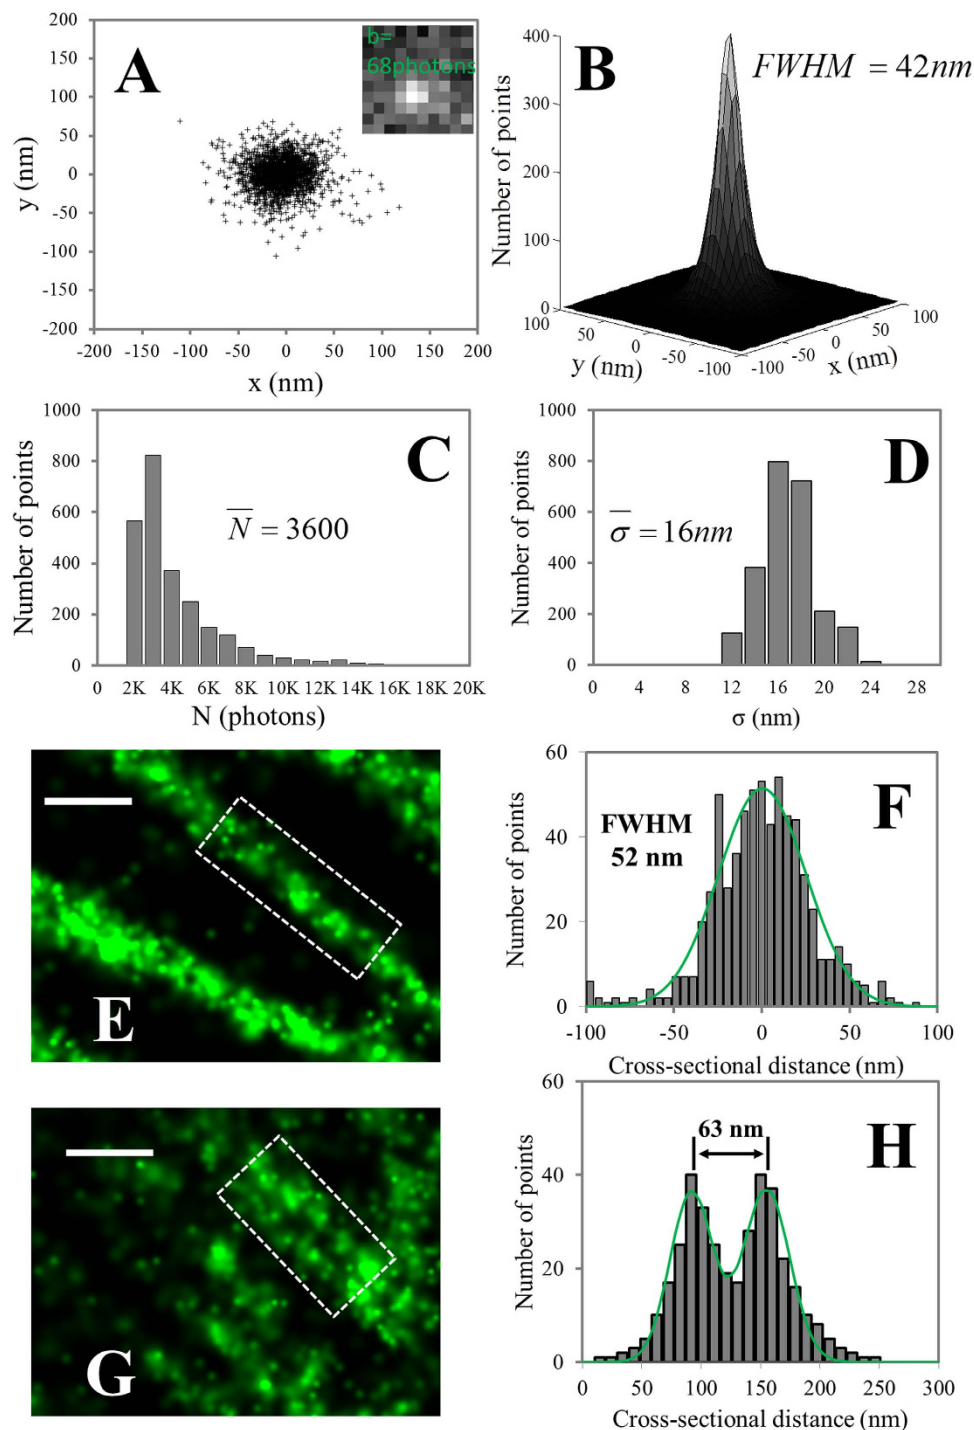 A
b=
68photons
200
150
100
50
0
-50
-100
-150
-200
-200 -150 -100 -50 0 50 100 150 200
y (nm)
x (nm)
B
FWHM = 42nm
Number of points
400
300
200
100
0
100 50 0 -50 -100
-100 -50 0 50 100
y (nm)
x (nm)
C
N = 3600
Number of points
1000
800
600
400
200
0
0 2K 4K 6K 8K 10K 12K 14K 16K 18K 20K
N (photons)
D
σ = 16nm
Number of points
1000
800
600
400
200
0
0 4 8 12 16 20 24 28
σ (nm)
E
F
FWHM
52 nm
Number of points
60
40
20
0
-100 -50 0 50 100
Cross-sectional distance (nm)
G
H
63 nm
Number of points
60
40
20
0
0 50 100 150 200 250 300
Cross-sectional distance (nm)